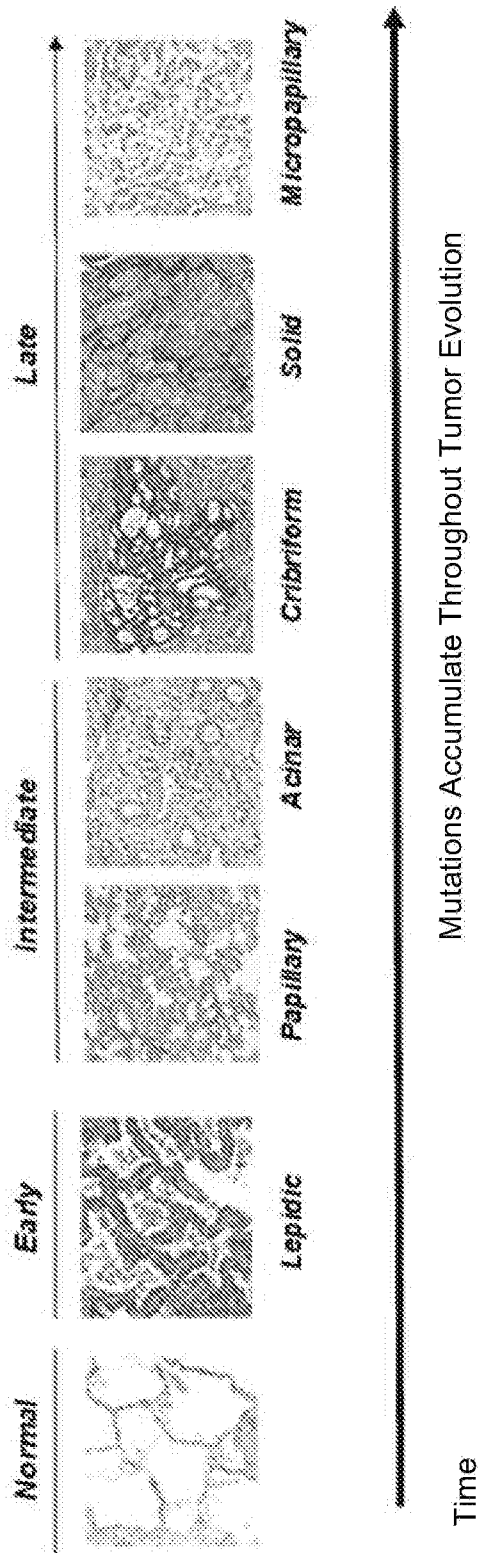 Normal Early Intermediate Late
Lepidic Papillary Acinar Cribriform Solid Micropapillary
Time
Mutations Accumulate Throughout Tumor Evolution